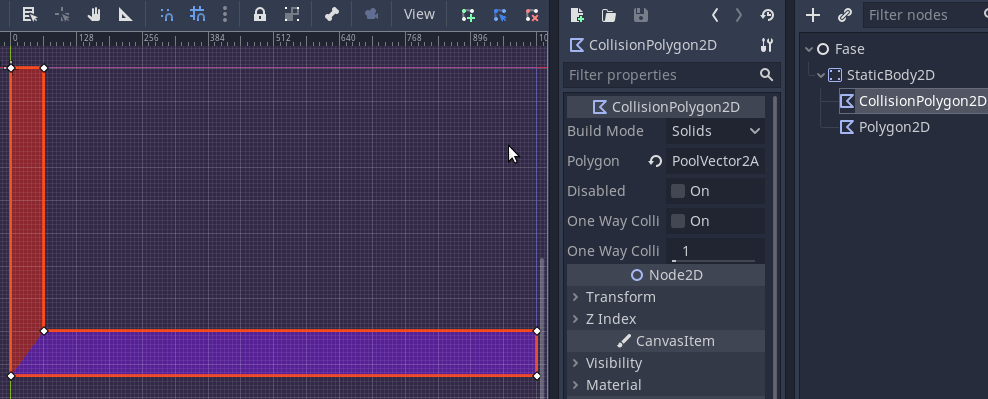 View
0 128 256 384 512 640 768 896 10
CollisionPolygon2D
Filter properties
CollisionPolygon2D
Build Mode Solids
Polygon PoolVector2A
Disabled On
One Way Colli On
One Way Colli 1
Node2D
Transform
Z Index
CanvasItem
Visibility
Material
Filter nodes
Fase
StaticBody2D
CollisionPolygon2D
Polygon2D